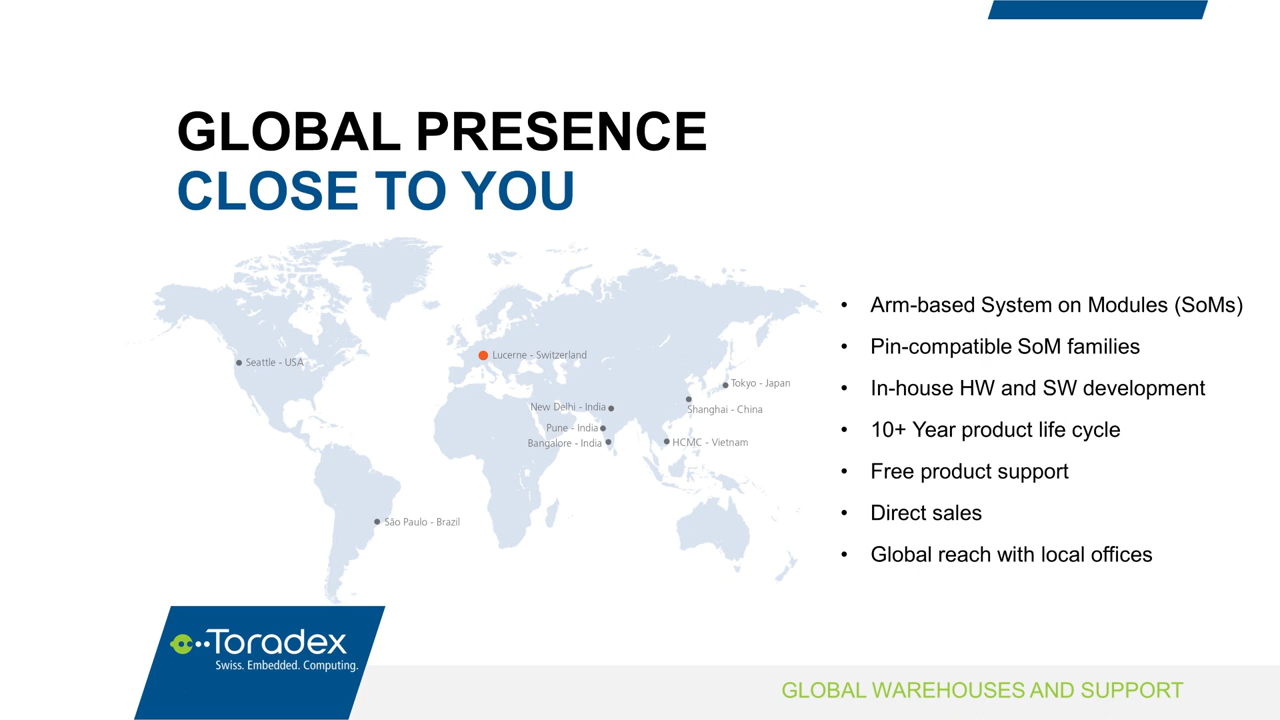 GLOBAL PRESENCE
CLOSE TO YOU
Seattle - USA
Lucerne - Switzerland
Tokyo - Japan
New Delhi - India
Shanghai - China
Pune - India
Bangalore - India
HCMC - Vietnam
São Paulo - Brazil
• Arm-based System on Modules (SoMs)
• Pin-compatible SoM families
• In-house HW and SW development
• 10+ Year product life cycle
• Free product support
• Direct sales
• Global reach with local offices
Toradex
Swiss. Embedded. Computing.
GLOBAL WAREHOUSES AND SUPPORT